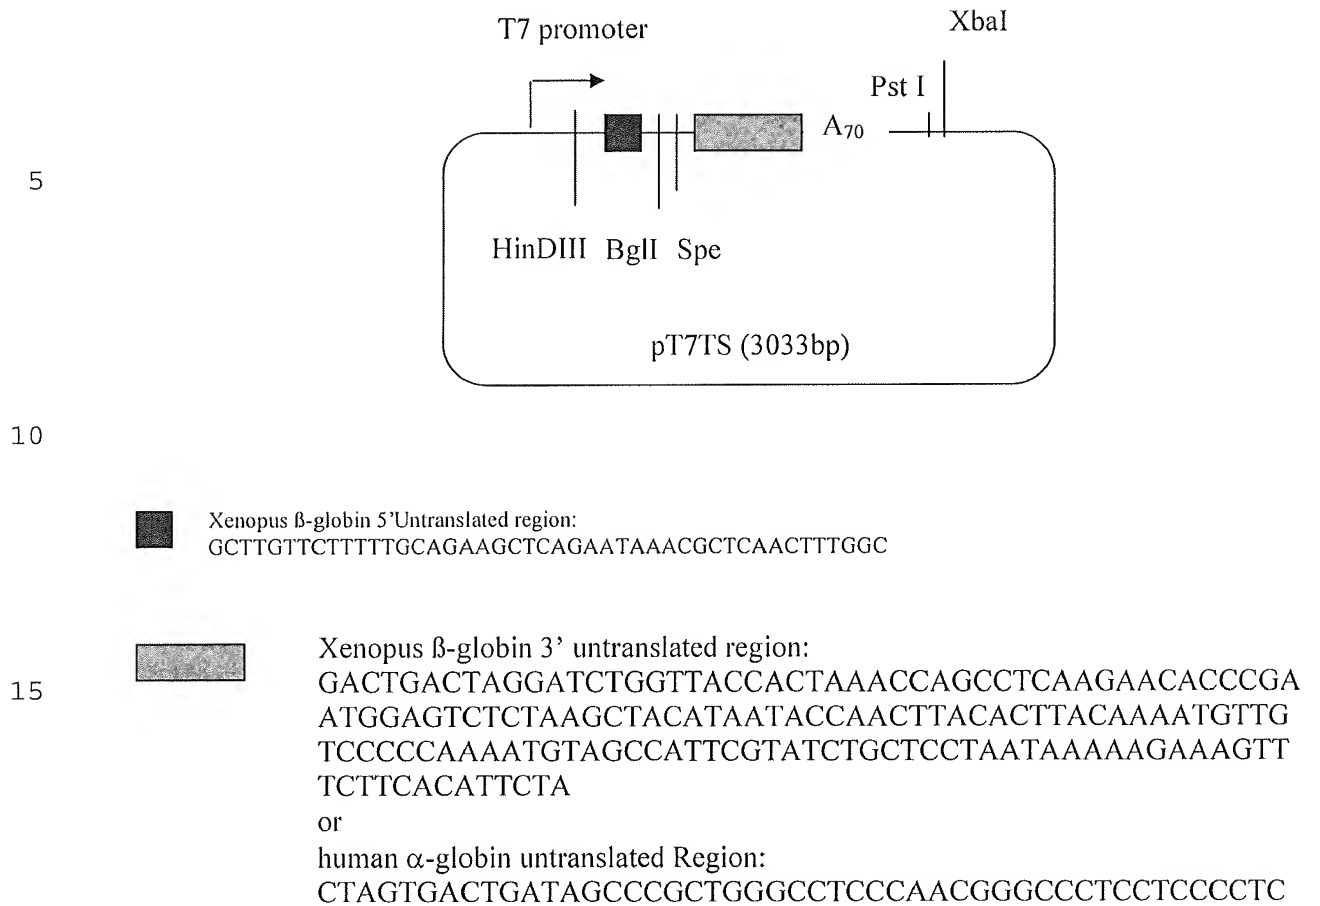 T7 promoter
XbaI
Pst I
A70
5
HinDIII BglI Spe
pT7TS (3033bp)
10
Xenopus ß-globin 5’Untranslated region:
GCTTGTTCTTTTTGCAGAAGCTCAGAATAAACGCTCAACTTTGGC
Xenopus ß-globin 3’ untranslated region:
15
GACTGACTAGGATCTGGTTACCACTAAACCAGCCTCAAGAACACCCGA
ATGGAGTCTCTAAGCTACATAATACCAACTTACACTTACAAAATGTTG
TCCCCCAAAATGTAGCCATTCGTATCTGCTCCTAATAAAAAGAAAGTT
TCTTCACATTCTA
or
human α-globin untranslated Region:
CTAGTGACTGATAGCCCGCTGGGCCTCCCAACGGGCCCTCCTCCCCTC